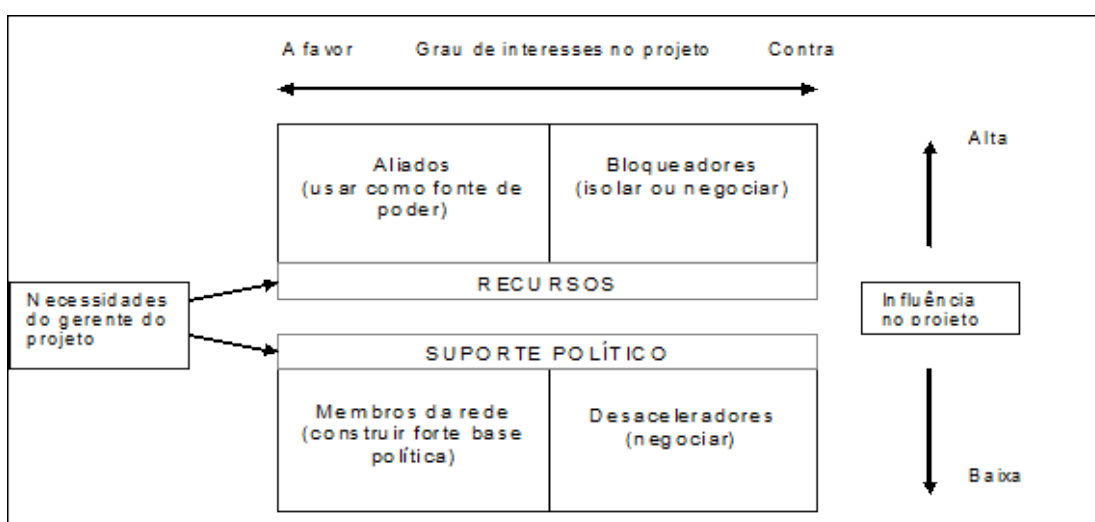 A favor Grau de interesses no projeto Contra
Alta
Aliados
(usar como fonte de
poder)
Bloqueadores
(isolar ou negociar)
RECURSOS
Necessidades
do gerente do
projeto
Influência
no projeto
SUPORTE POLÍTICO
Membros da rede
(construir forte base
política)
Desaceleradores
(negociar)
Baixa